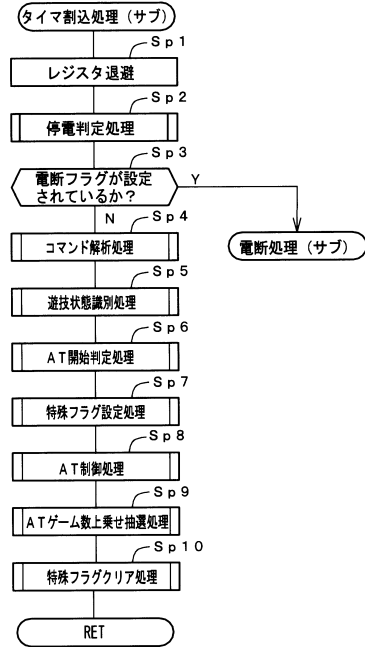 タイマ割込処理（サブ）
Ｓｐ１
レジスタ退避
Ｓｐ２
停電判定処理
Ｓｐ３
電断フラグが設定
されているか？
Ｙ
Ｎ
電断処理（サブ）
Ｓｐ４
コマンド解析処理
Ｓｐ５
遊技状態識別処理
Ｓｐ６
ＡＴ開始判定処理
Ｓｐ７
特殊フラグ設定処理
Ｓｐ８
ＡＴ制御処理
Ｓｐ９
ＡＴゲーム数上乗せ抽選処理
Ｓｐ１０
特殊フラグクリア処理
RET